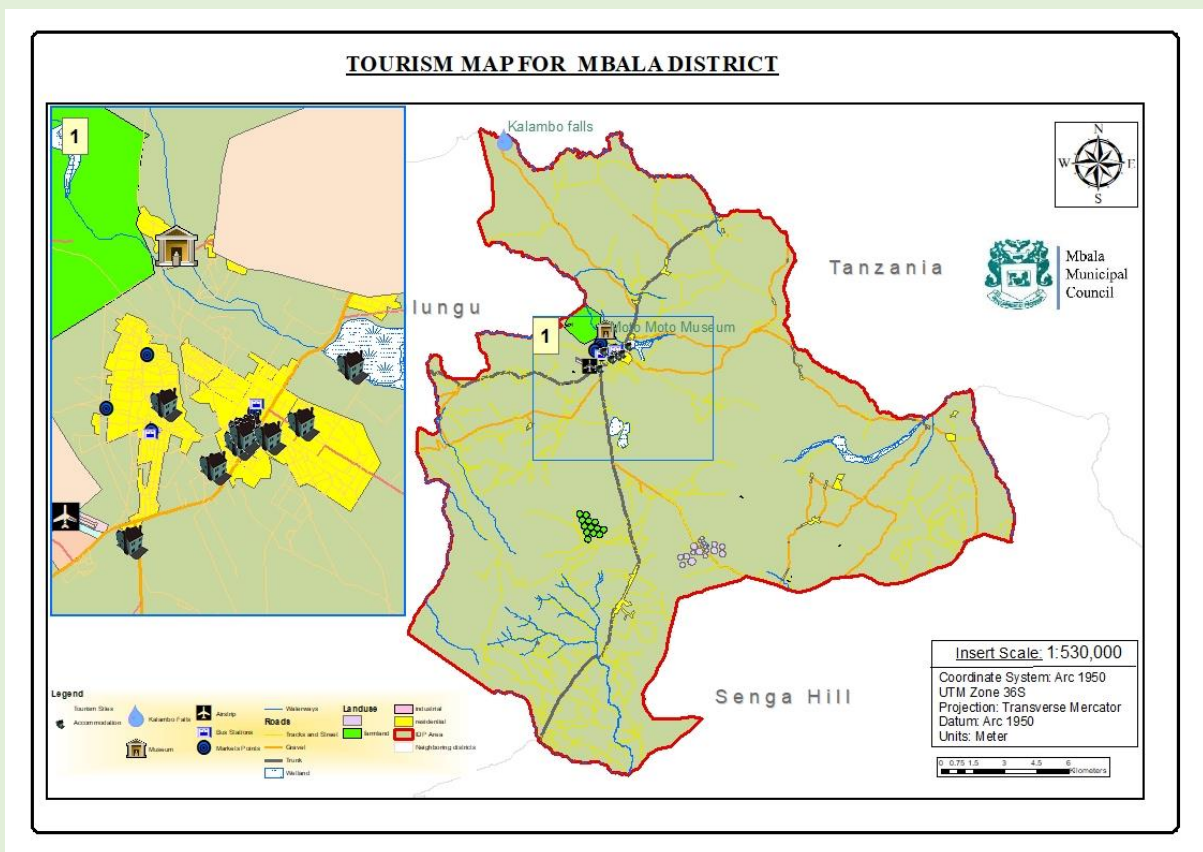 TOURISM MAP FOR MBALA DISTRICT
1
Kalambo falls
N
W E
S
Tanzania
Mbala
Municipal
Council
lungu
1
Moto Moto Museum
Senga Hill
Insert Scale: 1:530,000
Coordinate System: Arc 1950
UTM Zone 36S
Projection: Transverse Mercator
Datum: Arc 1950
Units: Meter
0 0.75 1.5 3 4.5 6
Kilometers
Legend
Tourism Sites
Accommodation
Kalambo Falls
Museum
Airstrip
Bus Stations
Markets Points
Waterways
Roads
Tracks and Street
Gravel
Trunk
Wetland
Landuse
farmland
industrial
residential
IDP Area
Neighboring districts